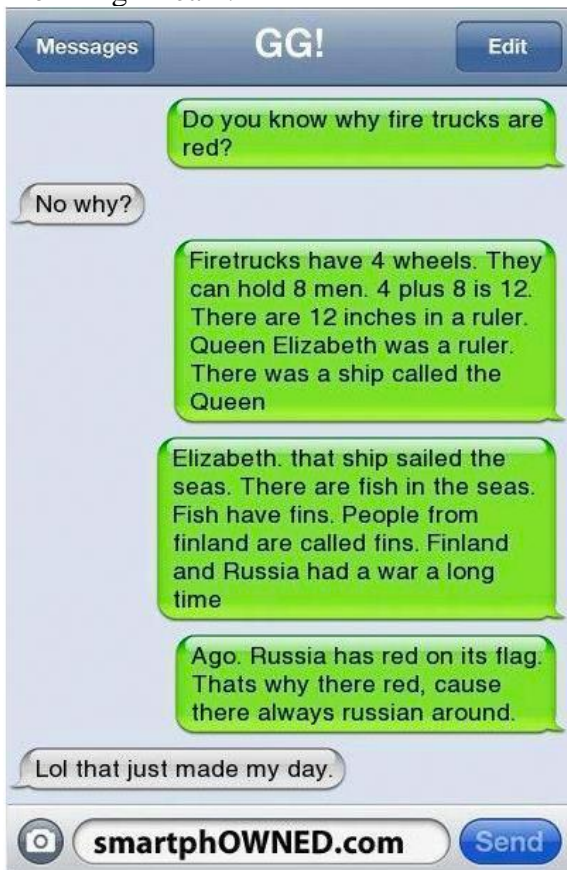 Messages
GG!
Edit
Do you know why fire trucks are
red?
No why?
Firetrucks have 4 wheels. They
can hold 8 men. 4 plus 8 is 12.
There are 12 inches in a ruler.
Queen Elizabeth was a ruler.
There was a ship called the
Queen
Elizabeth. that ship sailed the
seas. There are fish in the seas.
Fish have fins. People from
finland are called fins. Finland
and Russia had a war a long
time
Ago. Russia has red on its flag.
Thats why there red, cause
there always russian around.
Lol that just made my day.
smartphOWNED.com
Send